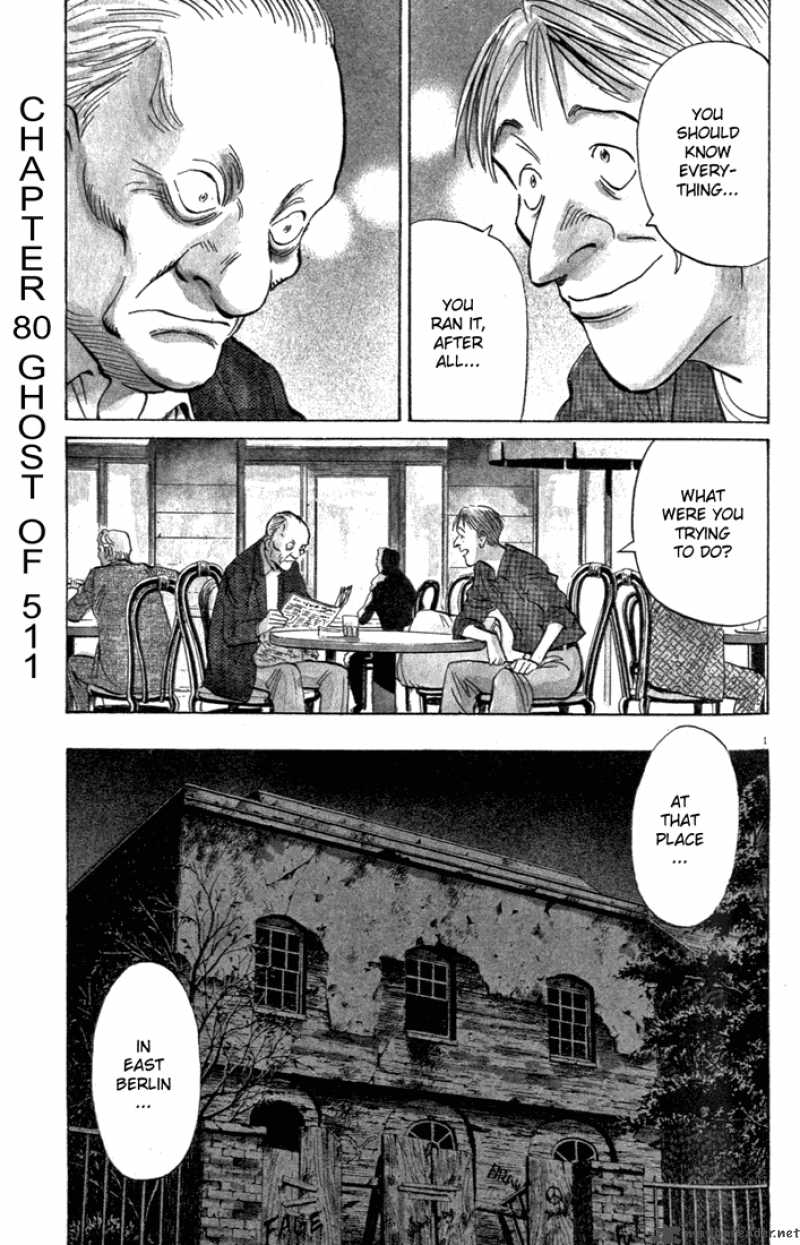 CHAPTER 80 GHOST OF 511
YOU
SHOULD
KNOW
EVERY-
THING...
YOU
RAN IT,
AFTER
ALL...
WHAT
WERE YOU
TRYING
TO DO?
1
AT
THAT
PLACE
...
IN
EAST
BERLIN
...
FAGE